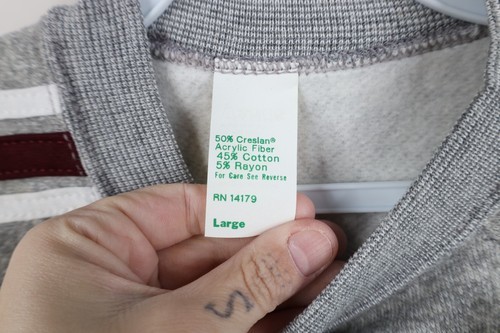 50% Creslan®
Acrylic Fiber
45% Cotton
5% Rayon
For Care See Reverse
RN 14179
Large
S